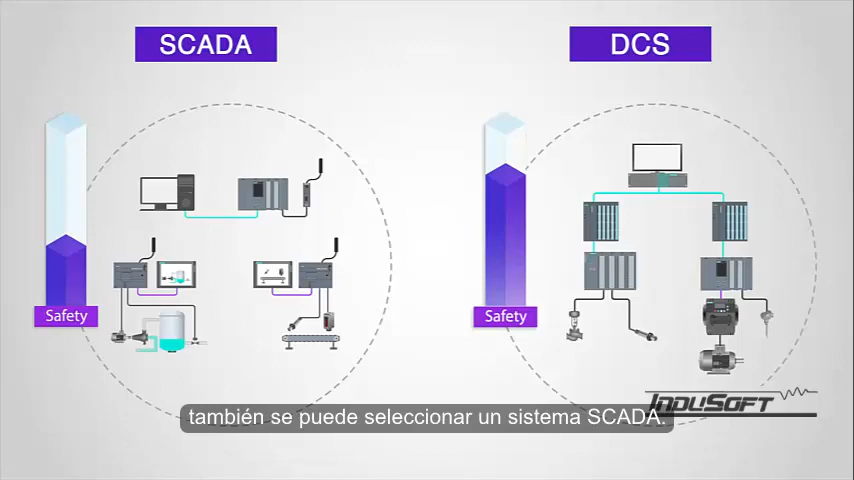 SCADA
DCS
Safety
Safety
InduSoft
también se puede seleccionar un sistema SCADA.